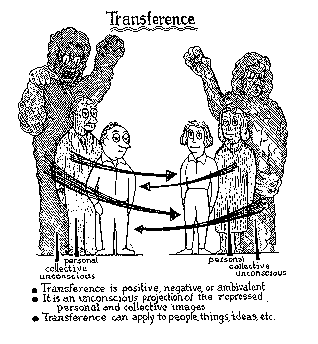 Transference
personal
collective
unconscious
personal
collective
unconscious
• Transference is positive, negative, or ambivalent
• It is an unconscious projection of the repressed
personal and collective images
• Transference can apply to people, things, ideas, etc.